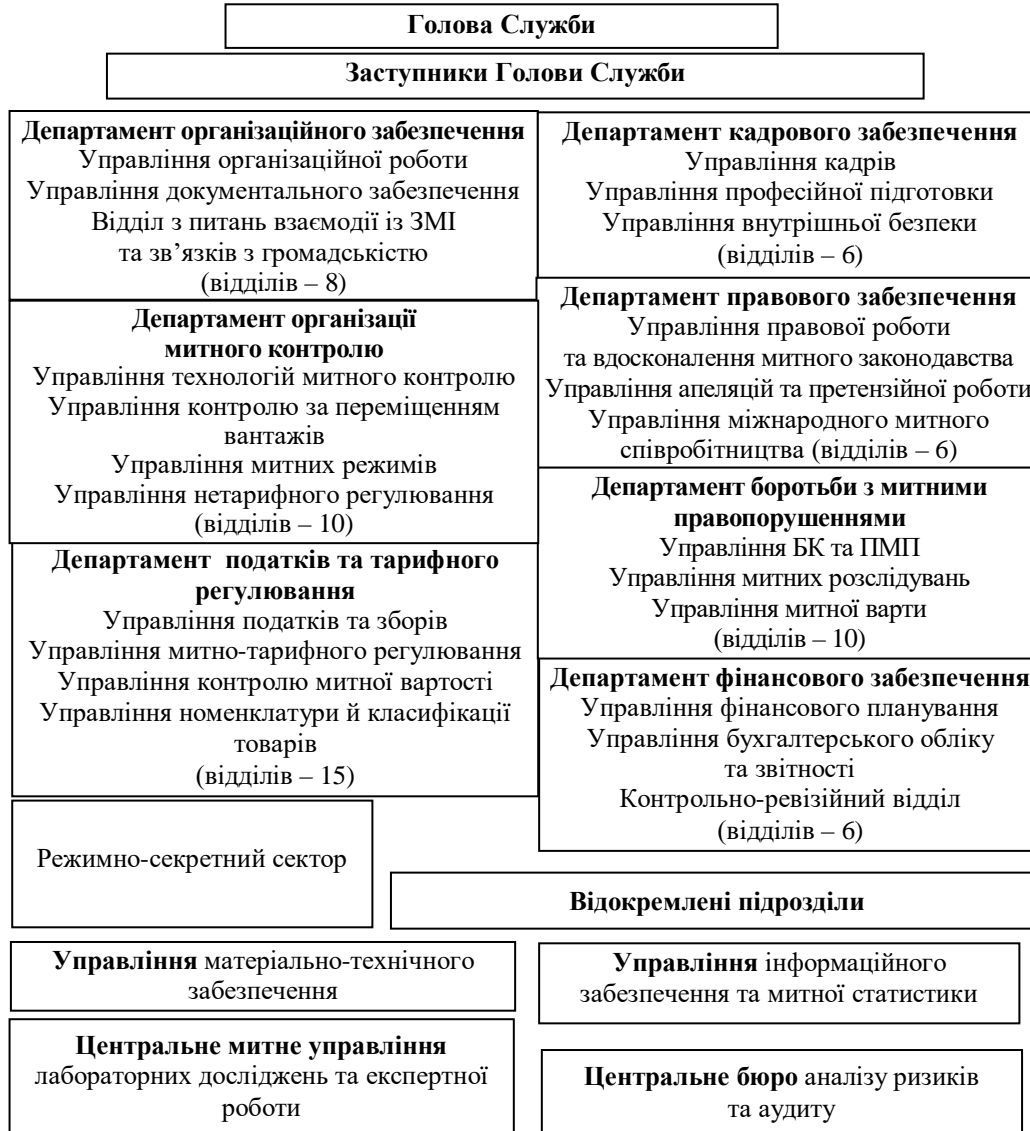 Голова Служби
Заступники Голови Служби
Департамент організаційного забезпечення
Управління організаційної роботи
Управління документального забезпечення
Відділ з питань взаємодії із ЗМІ
та зв’язків з громадськістю
(відділів – 8)
Департамент організації
митного контролю
Управління технологій митного контролю
Управління контролю за переміщенням
вантажів
Управління митних режимів
Управління нетарифного регулювання
(відділів – 10)
Департамент податків та тарифного
регулювання
Управління податків та зборів
Управління митно-тарифного регулювання
Управління контролю митної вартості
Управління номенклатури й класифікації
товарів
(відділів – 15)
Режимно-секретний сектор
Департамент кадрового забезпечення
Управління кадрів
Управління професійної підготовки
Управління внутрішньої безпеки
(відділів – 6)
Департамент правового забезпечення
Управління правової роботи
та вдосконалення митного законодавства
Управління апеляцій та претензійної роботи
Управління міжнародного митного
співробітництва (відділів – 6)
Департамент боротьби з митними
правопорушеннями
Управління БК та ПМП
Управління митних розслідувань
Управління митної варти
(відділів – 10)
Департамент фінансового забезпечення
Управління фінансового планування
Управління бухгалтерського обліку
та звітності
Контрольно-ревізійний відділ
(відділів – 6)
Відокремлені підрозділи
Управління матеріально-технічного
забезпечення
Управління інформаційного
забезпечення та митної статистики
Центральне митне управління
лабораторних досліджень та експертної
роботи
Центральне бюро аналізу ризиків
та аудиту